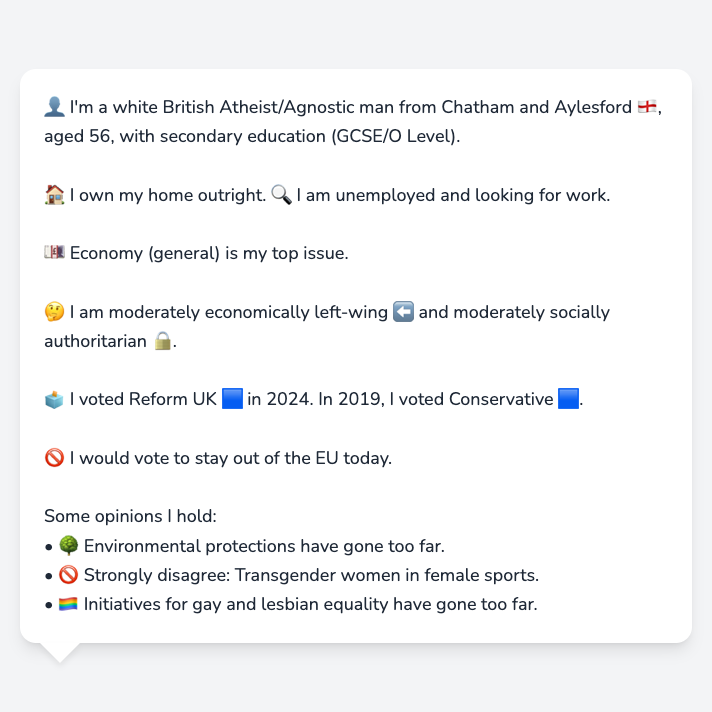 👤 I'm a white British Atheist/Agnostic man from Chatham and Aylesford 🏴󠁧󠁢󠁥󠁮󠁧󠁿,
aged 56, with secondary education (GCSE/O Level).
🏠 I own my home outright. 🔍 I am unemployed and looking for work.
💷 Economy (general) is my top issue.
🤔 I am moderately economically left-wing ⬅️ and moderately socially
authoritarian 🔒.
🗳️ I voted Reform UK 🟦 in 2024. In 2019, I voted Conservative 🟦.
🚫 I would vote to stay out of the EU today.
Some opinions I hold:
• 🌳 Environmental protections have gone too far.
• 🚫 Strongly disagree: Transgender women in female sports.
• 🏳️‍🌈 Initiatives for gay and lesbian equality have gone too far.